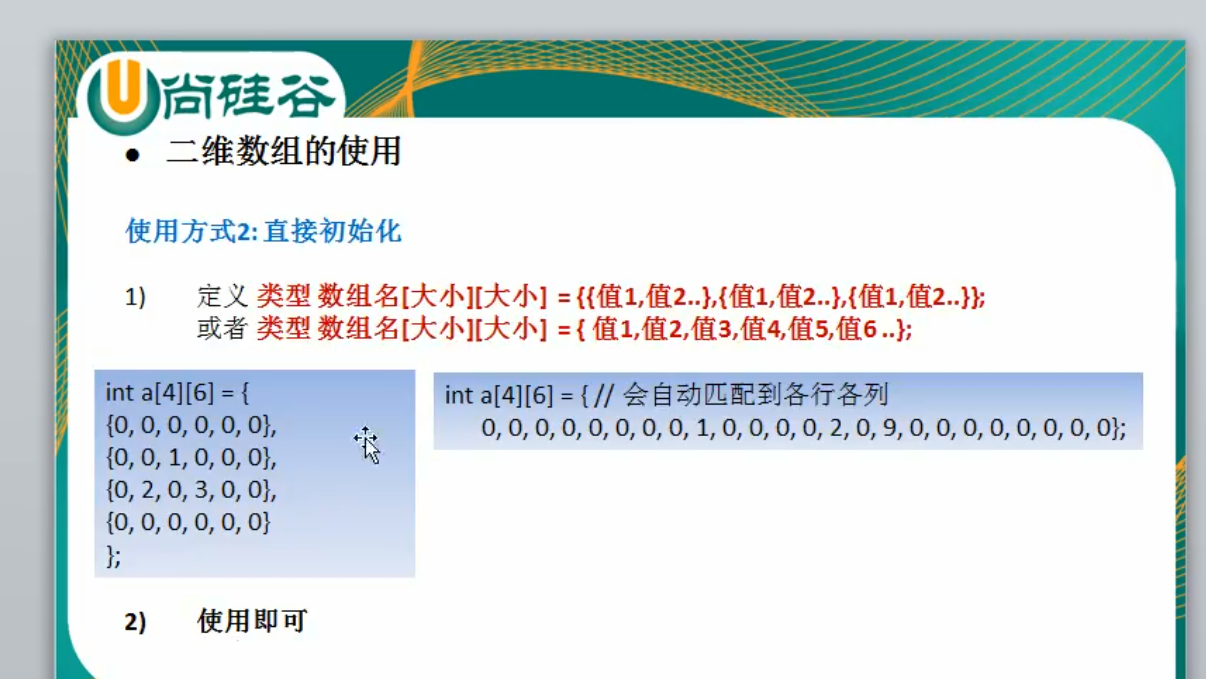 尚硅谷
● 二维数组的使用
使用方式2: 直接初始化
1) 定义 类型 数组名[大小][大小] = {{值1,值2..},{值1,值2..},{值1,值2..}};
或者 类型 数组名[大小][大小] = { 值1,值2,值3,值4,值5,值6 ..};
int a[4][6] = {
{0, 0, 0, 0, 0, 0},
{0, 0, 1, 0, 0, 0},
{0, 2, 0, 3, 0, 0},
{0, 0, 0, 0, 0, 0}
};
int a[4][6] = { // 会自动匹配到各行各列
0, 0, 0, 0, 0, 0, 0, 0, 1, 0, 0, 0, 0, 2, 0, 9, 0, 0, 0, 0, 0, 0, 0, 0};
2) 使用即可